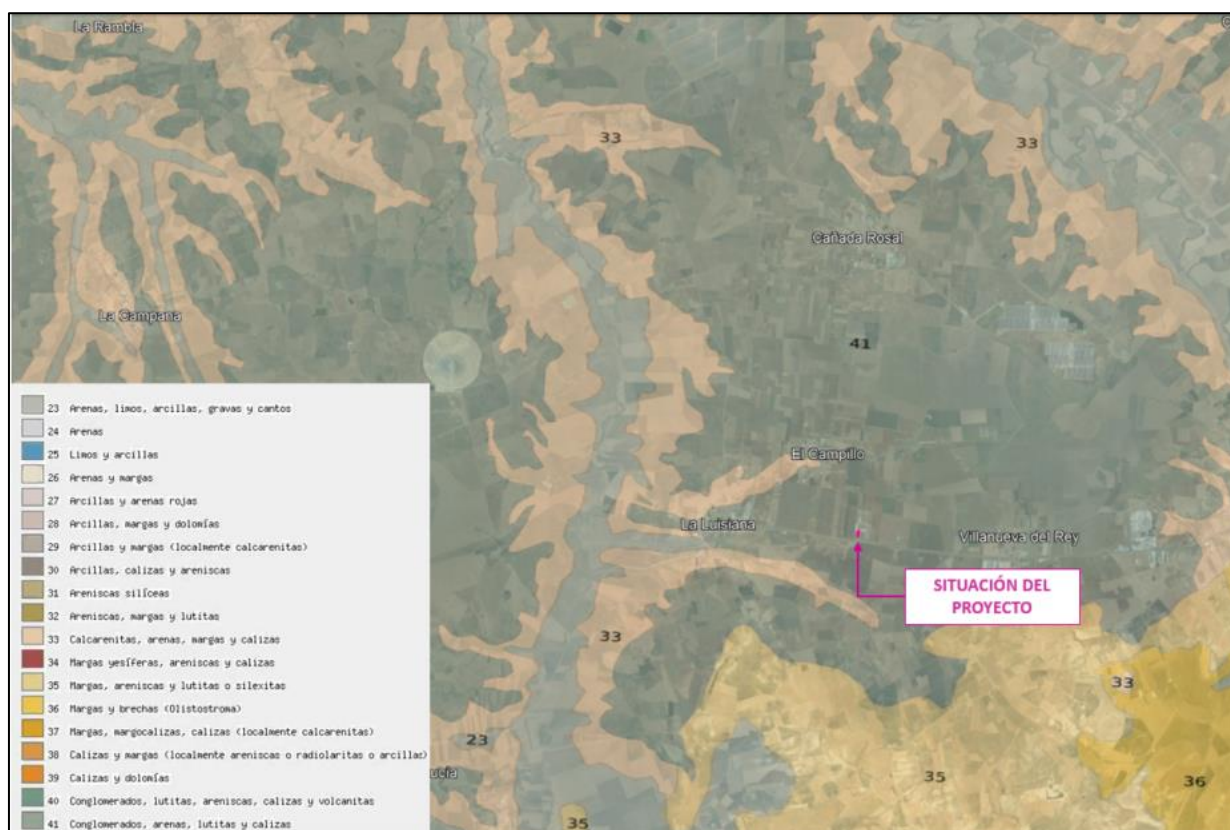 La Rambla
33
33
Cañada Rosal
La Campana
41
El Campillo
La Luisiana
Villanueva del Rey
SITUACIÓN DEL
PROYECTO
33
33
23
ucía
35
36
35
23 Arenas, limos, arcillas, gravas y cantos
24 Arenas
25 Limos y arcillas
26 Arenas y margas
27 Arcillas y arenas rojas
28 Arcillas, margas y dolomías
29 Arcillas y margas (localmente calcarenitas)
30 Arcillas, calizas y areniscas
31 Areniscas silíceas
32 Areniscas, margas y lutitas
33 Calcarenitas, arenas, margas y calizas
34 Margas yesíferas, areniscas y calizas
35 Margas, areniscas y lutitas o silexitas
36 Margas y brechas (Olistostroma)
37 Margas, margocalizas, calizas (localmente calcarenitas)
38 Calizas y margas (localmente areniscas o radiolaritas o arcillas)
39 Calizas y dolomías
40 Conglomerados, lutitas, areniscas, calizas y volcanitas
41 Conglomerados, arenas, lutitas y calizas